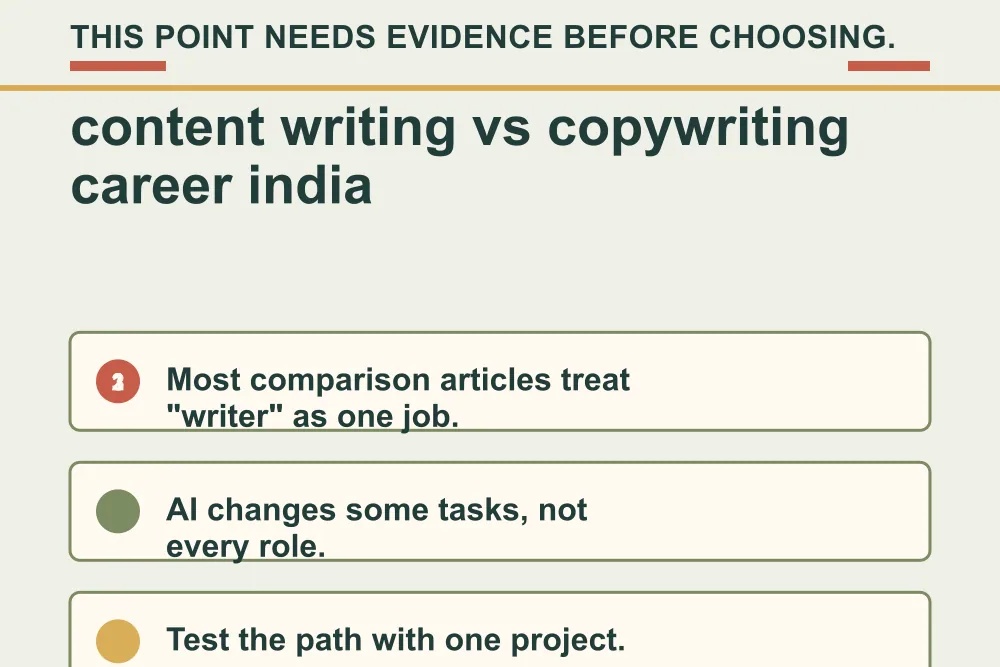 THIS POINT NEEDS EVIDENCE BEFORE CHOOSING.
content writing vs copywriting
career india
Most comparison articles treat
"writer" as one job.
AI changes some tasks, not
every role.
Test the path with one project.